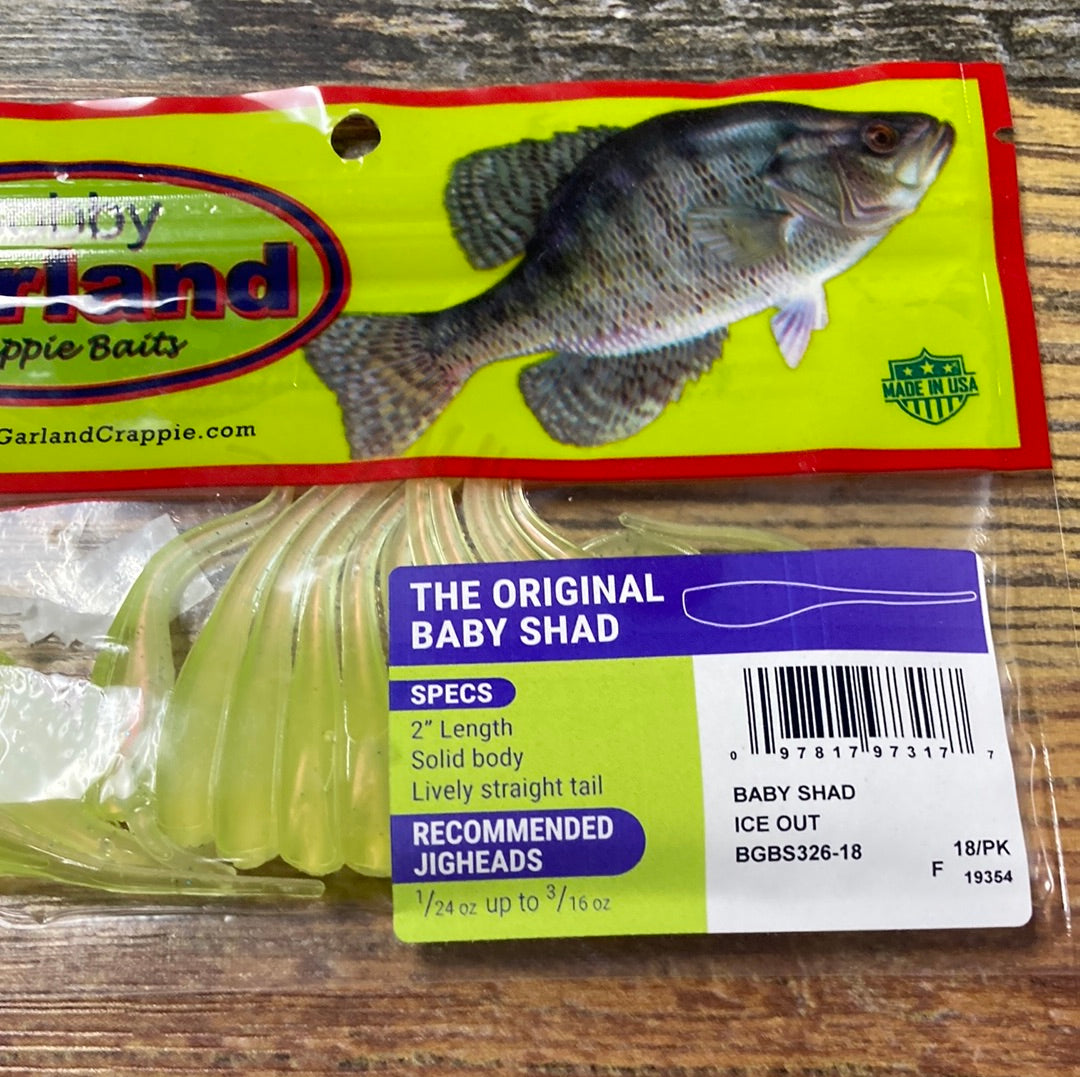 bby
rland
ppie Baits
GarlandCrappie.com
MADE IN USA
THE ORIGINAL
BABY SHAD
SPECS
2” Length
Solid body
Lively straight tail
RECOMMENDED
JIGHEADS
1/24 oz up to 3/16 oz
0 97817 97317 7
BABY SHAD
ICE OUT
BGBS326-18
18/PK
F 19354